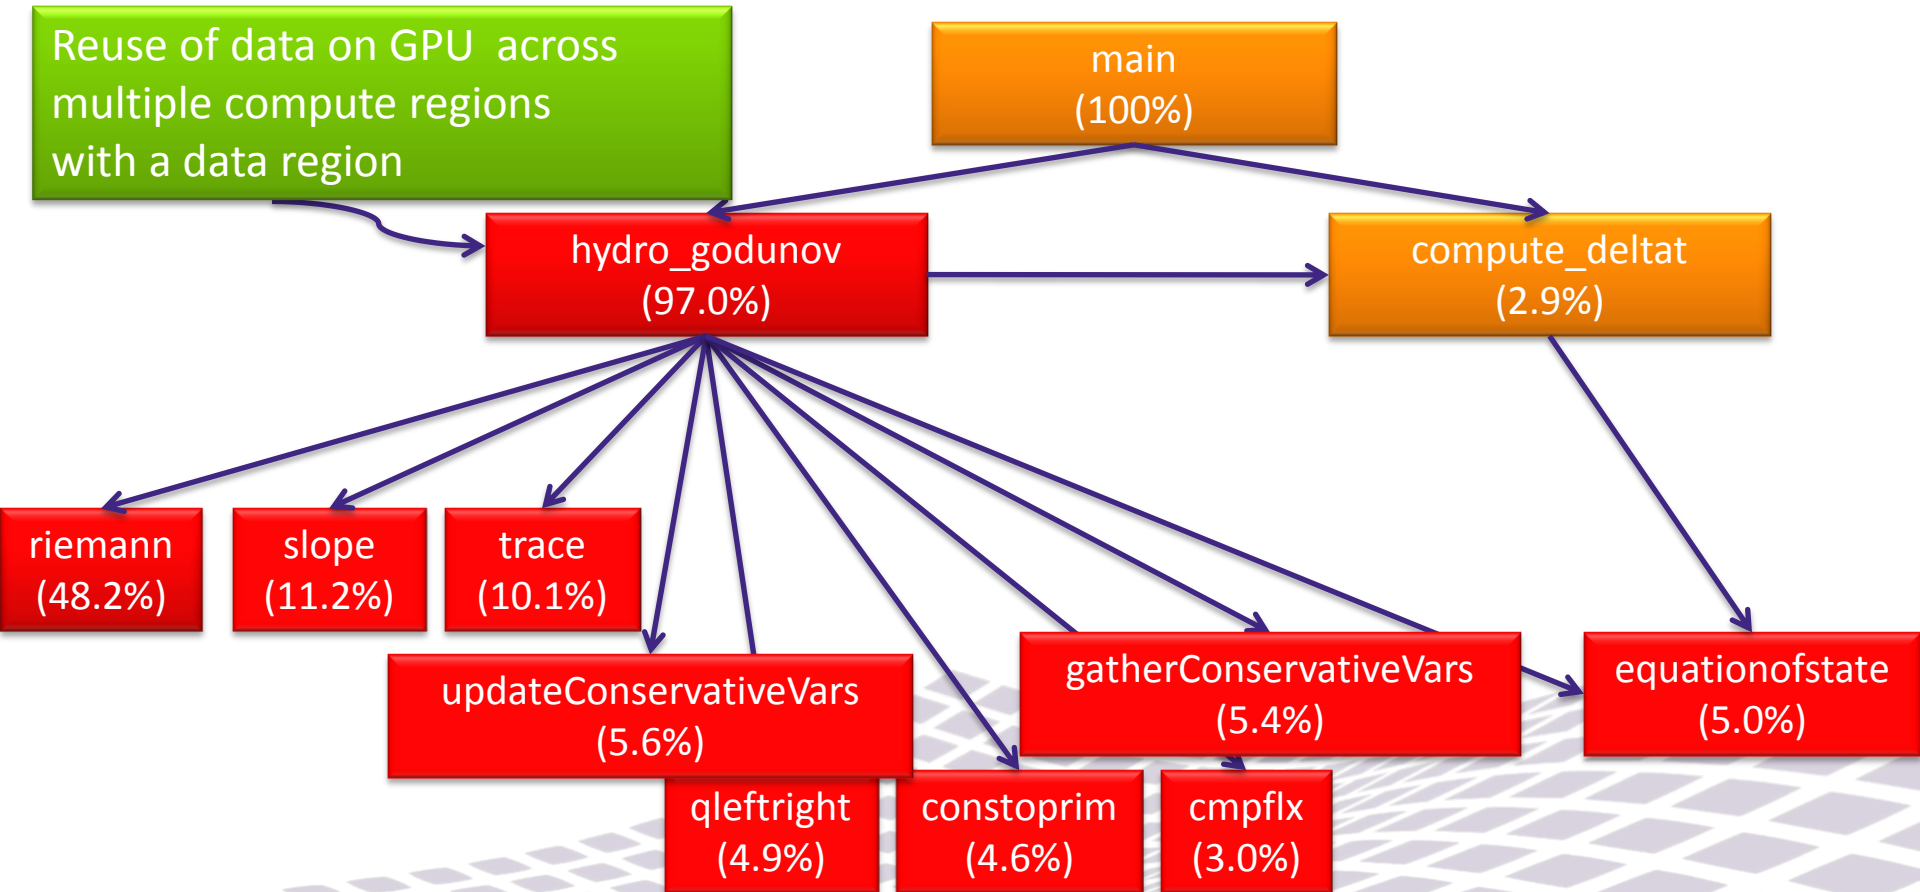 Reuse of data on GPU across
multiple compute regions
with a data region
main
(100%)
hydro_godunov
(97.0%)
compute_deltat
(2.9%)
riemann
(48.2%)
slope
(11.2%)
trace
(10.1%)
updateConservativeVars
(5.6%)
gatherConservativeVars
(5.4%)
equationofstate
(5.0%)
qleftright
(4.9%)
constoprim
(4.6%)
cmpflx
(3.0%)